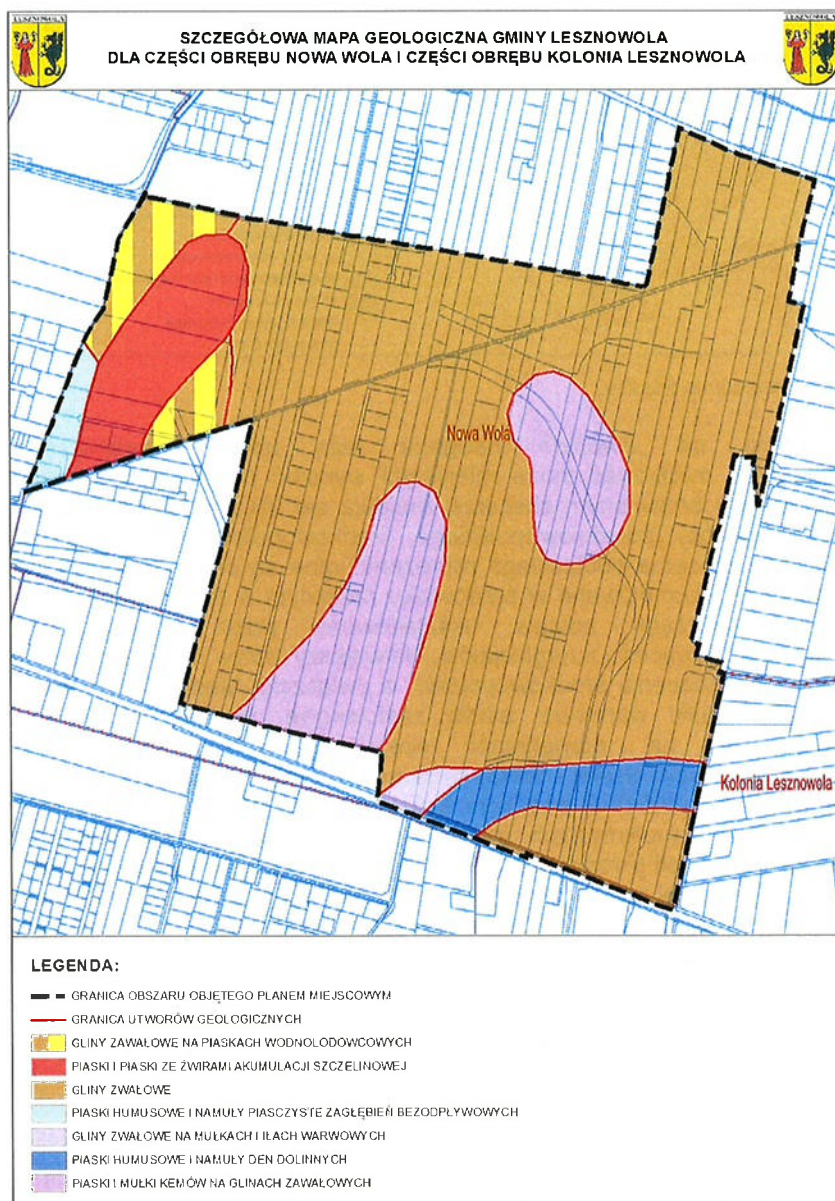 LESZNOWOLA
LESZNOWOLA
SZCZEGÓŁOWA MAPA GEOLOGICZNA GMINY LESZNOWOLA
DLA CZĘŚCI OBRĘBU NOWA WOLA I CZĘŚCI OBRĘBU KOLONIA LESZNOWOLA
Nowa Wola
Kolonia Lesznowola
LEGENDA:
GRANICA OBSZARU OBJĘTEGO PLANEM MIEJSCOWYM
GRANICA UTWORÓW GEOLOGICZNYCH
GLINY ZAWAŁOWE NA PIASKACH WODNOLODOWCOWYCH
PIASKI I PIASKI ZE ŻWIRAMI AKUMULACJI SZCZELINOWEJ
GLINY ZWAŁOWE
PIASKI HUMUSOWE I NAMUŁY PIASCZYSTE ZAGŁĘBIEŃ BEZODPŁYWOWYCH
GLINY ZWAŁOWE NA MUŁKACH I IŁACH WARWOWYCH
PIASKI HUMUSOWE I NAMUŁY DEN DOLINNYCH
PIASKI I MUŁKI KEMÓW NA GLINACH ZAWAŁOWYCH